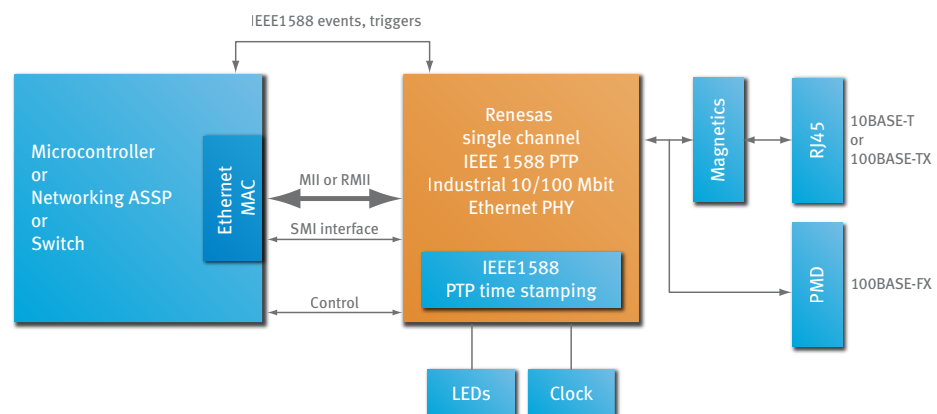 IEEE1588 events, triggers
Microcontroller
or
Networking ASSP
or
Switch
Ethernet
MAC
MII or RMII
SMI interface
Control
Renesas
single channel
IEEE 1588 PTP
Industrial 10/100 Mbit
Ethernet PHY
IEEE1588
PTP time stamping
LEDs
Clock
Magnetics
RJ45
10BASE-T
or
100BASE-TX
PMD
100BASE-FX